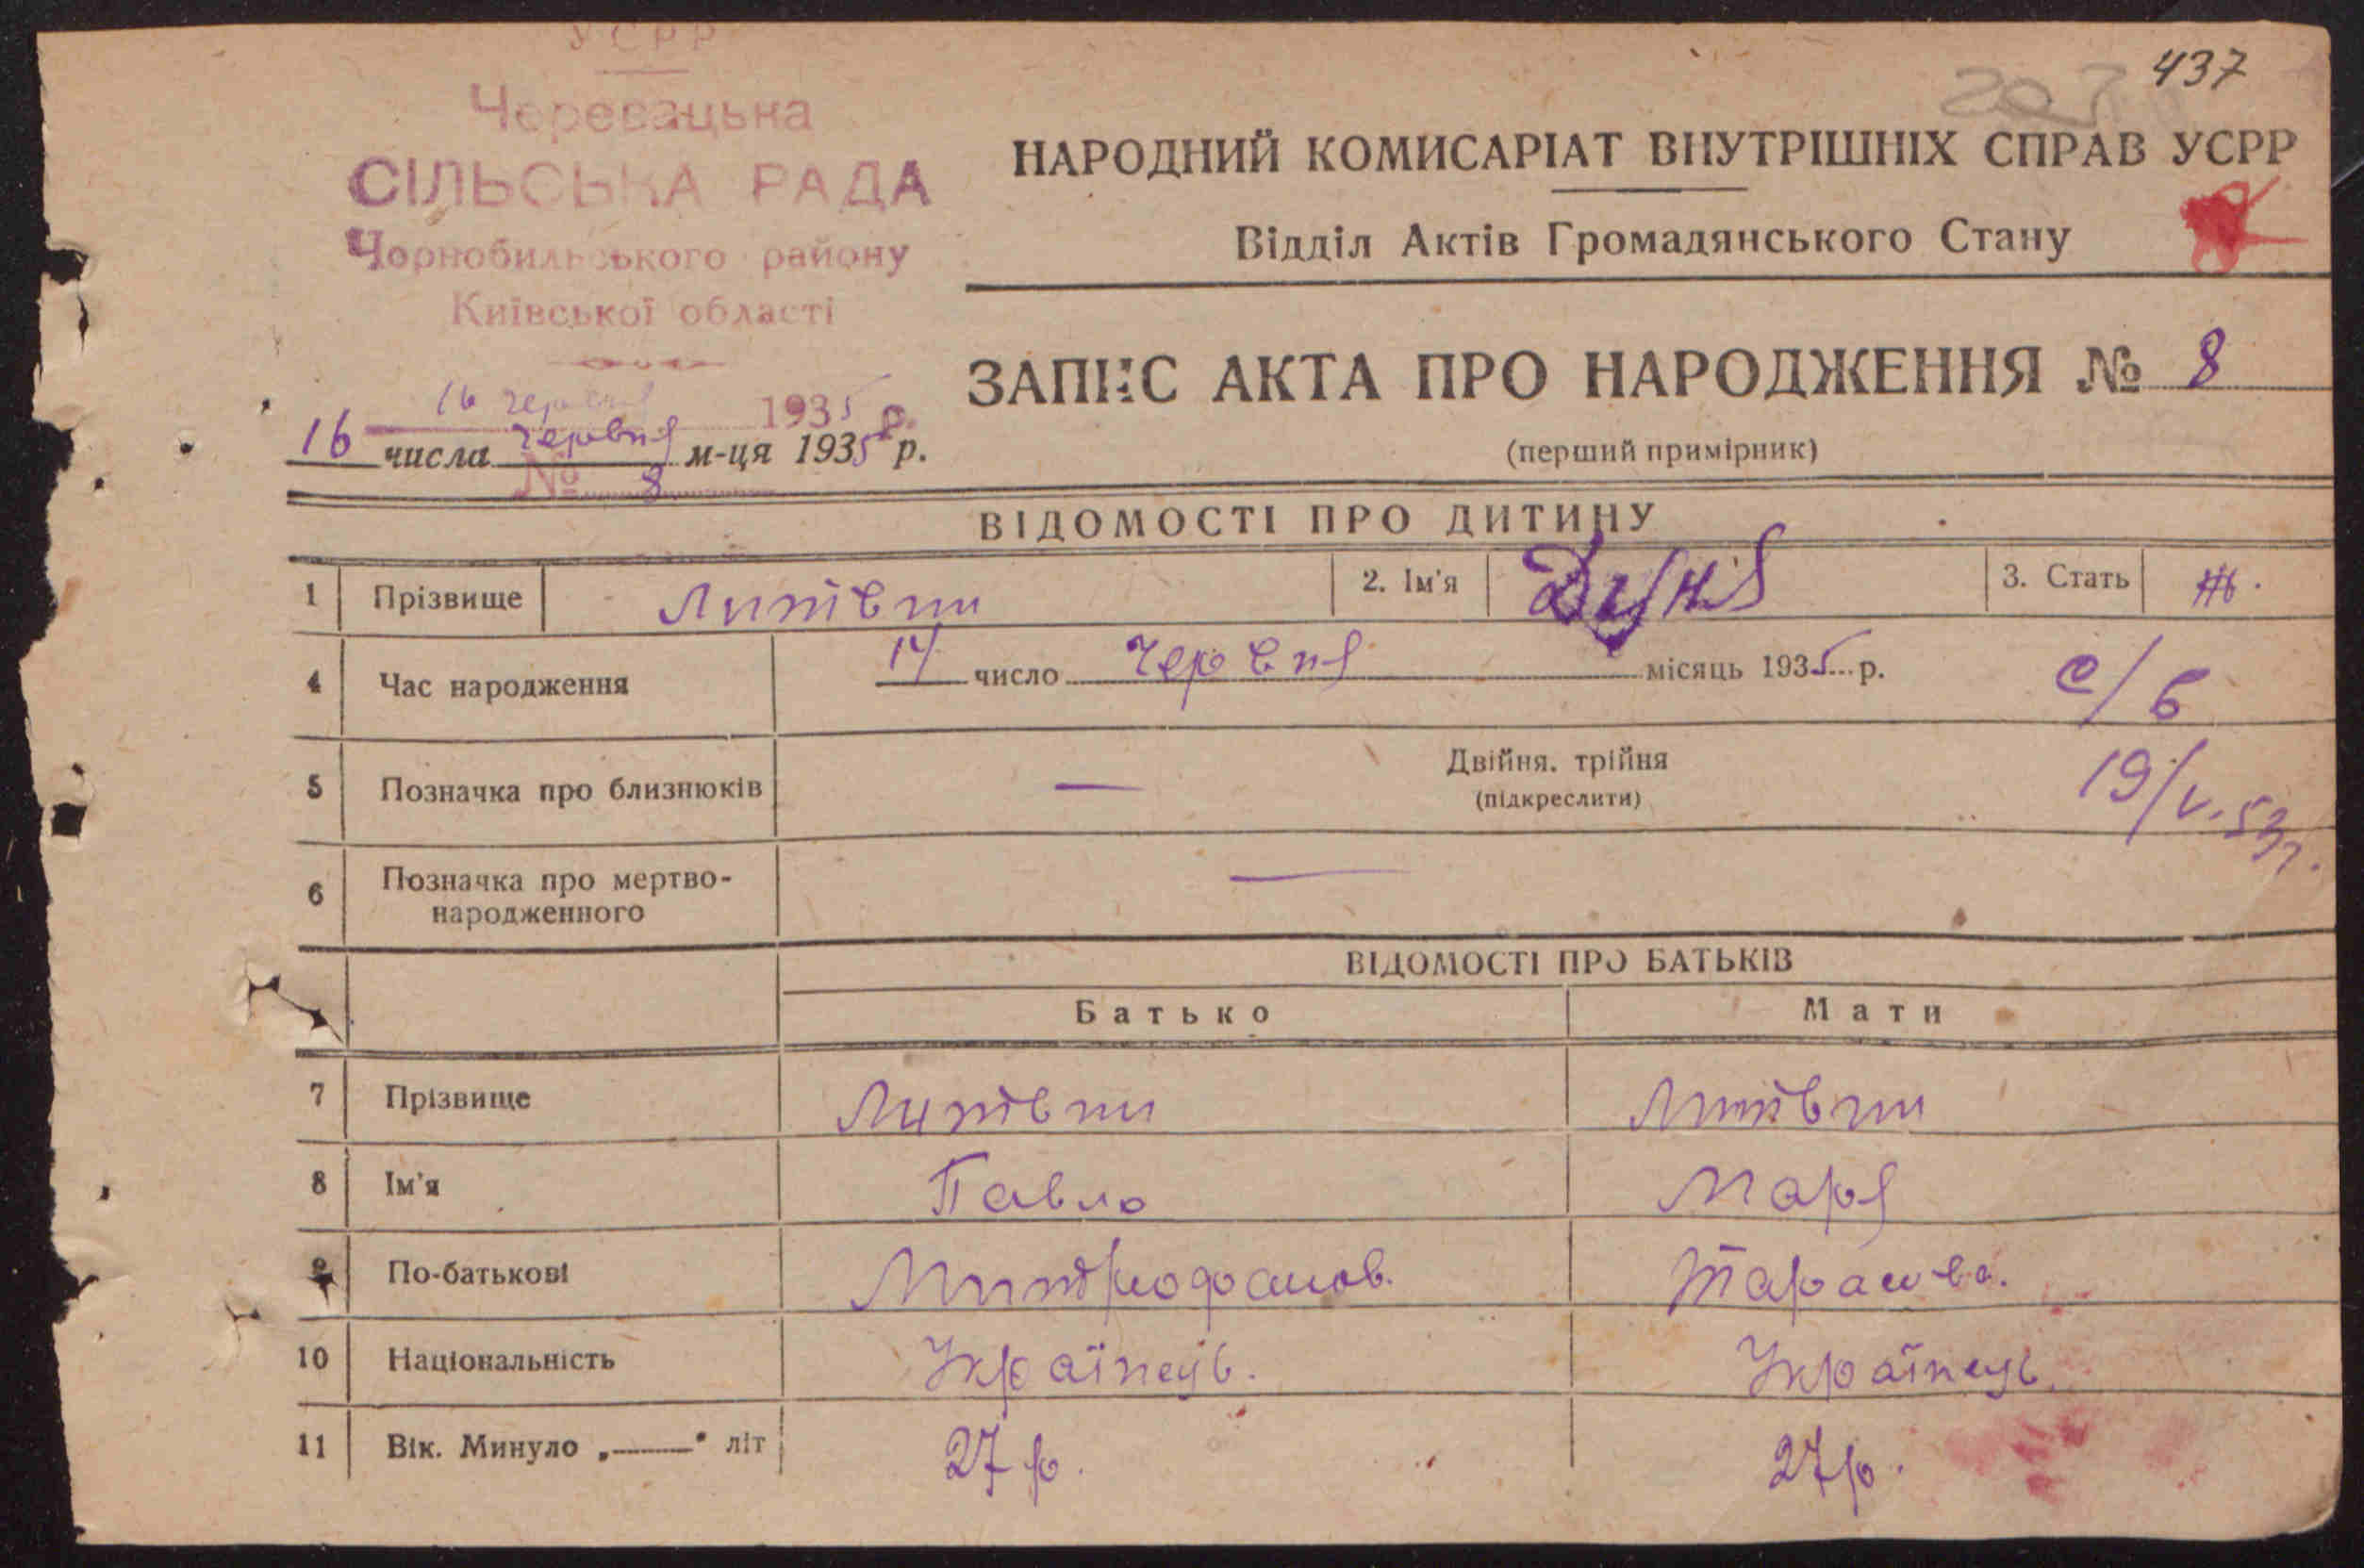 УСРР
Черевацька
СІЛЬСЬКА РАДА
Чорнобильського району
Київської області
16 червня 1935 р.
№ 8
437
НАРОДНИЙ КОМИСАРІАТ ВНУТРІШНІХ СПРАВ УСРР
Відділ Актів Громадянського Стану
ЗАПИС АКТА ПРО НАРОДЖЕННЯ № 8
(перший примірник)
16 числа червня м-ця 1935 р.
ВІДОМОСТІ ПРО ДИТИНУ
1 Прізвище Литвин 2. Ім'я Дуня 3. Стать Ж.
4 Час народження 14 число червня місяць 1935 р.
с/в
5 Позначка про близнюків — Двійня, трійня
(підкреслити)
19/V.53г.
6 Позначка про мертво-
народженного —
ВІДОМОСТІ ПРО БАТЬКІВ
Батько Мати
7 Прізвище Литвин Литвин
8 Ім'я Павло Маря
9 По-батькові Митрофанов. Тарасова.
10 Національність Українець. Українець.
11 Вік. Минуло „——" літ 27 р. 27 р.